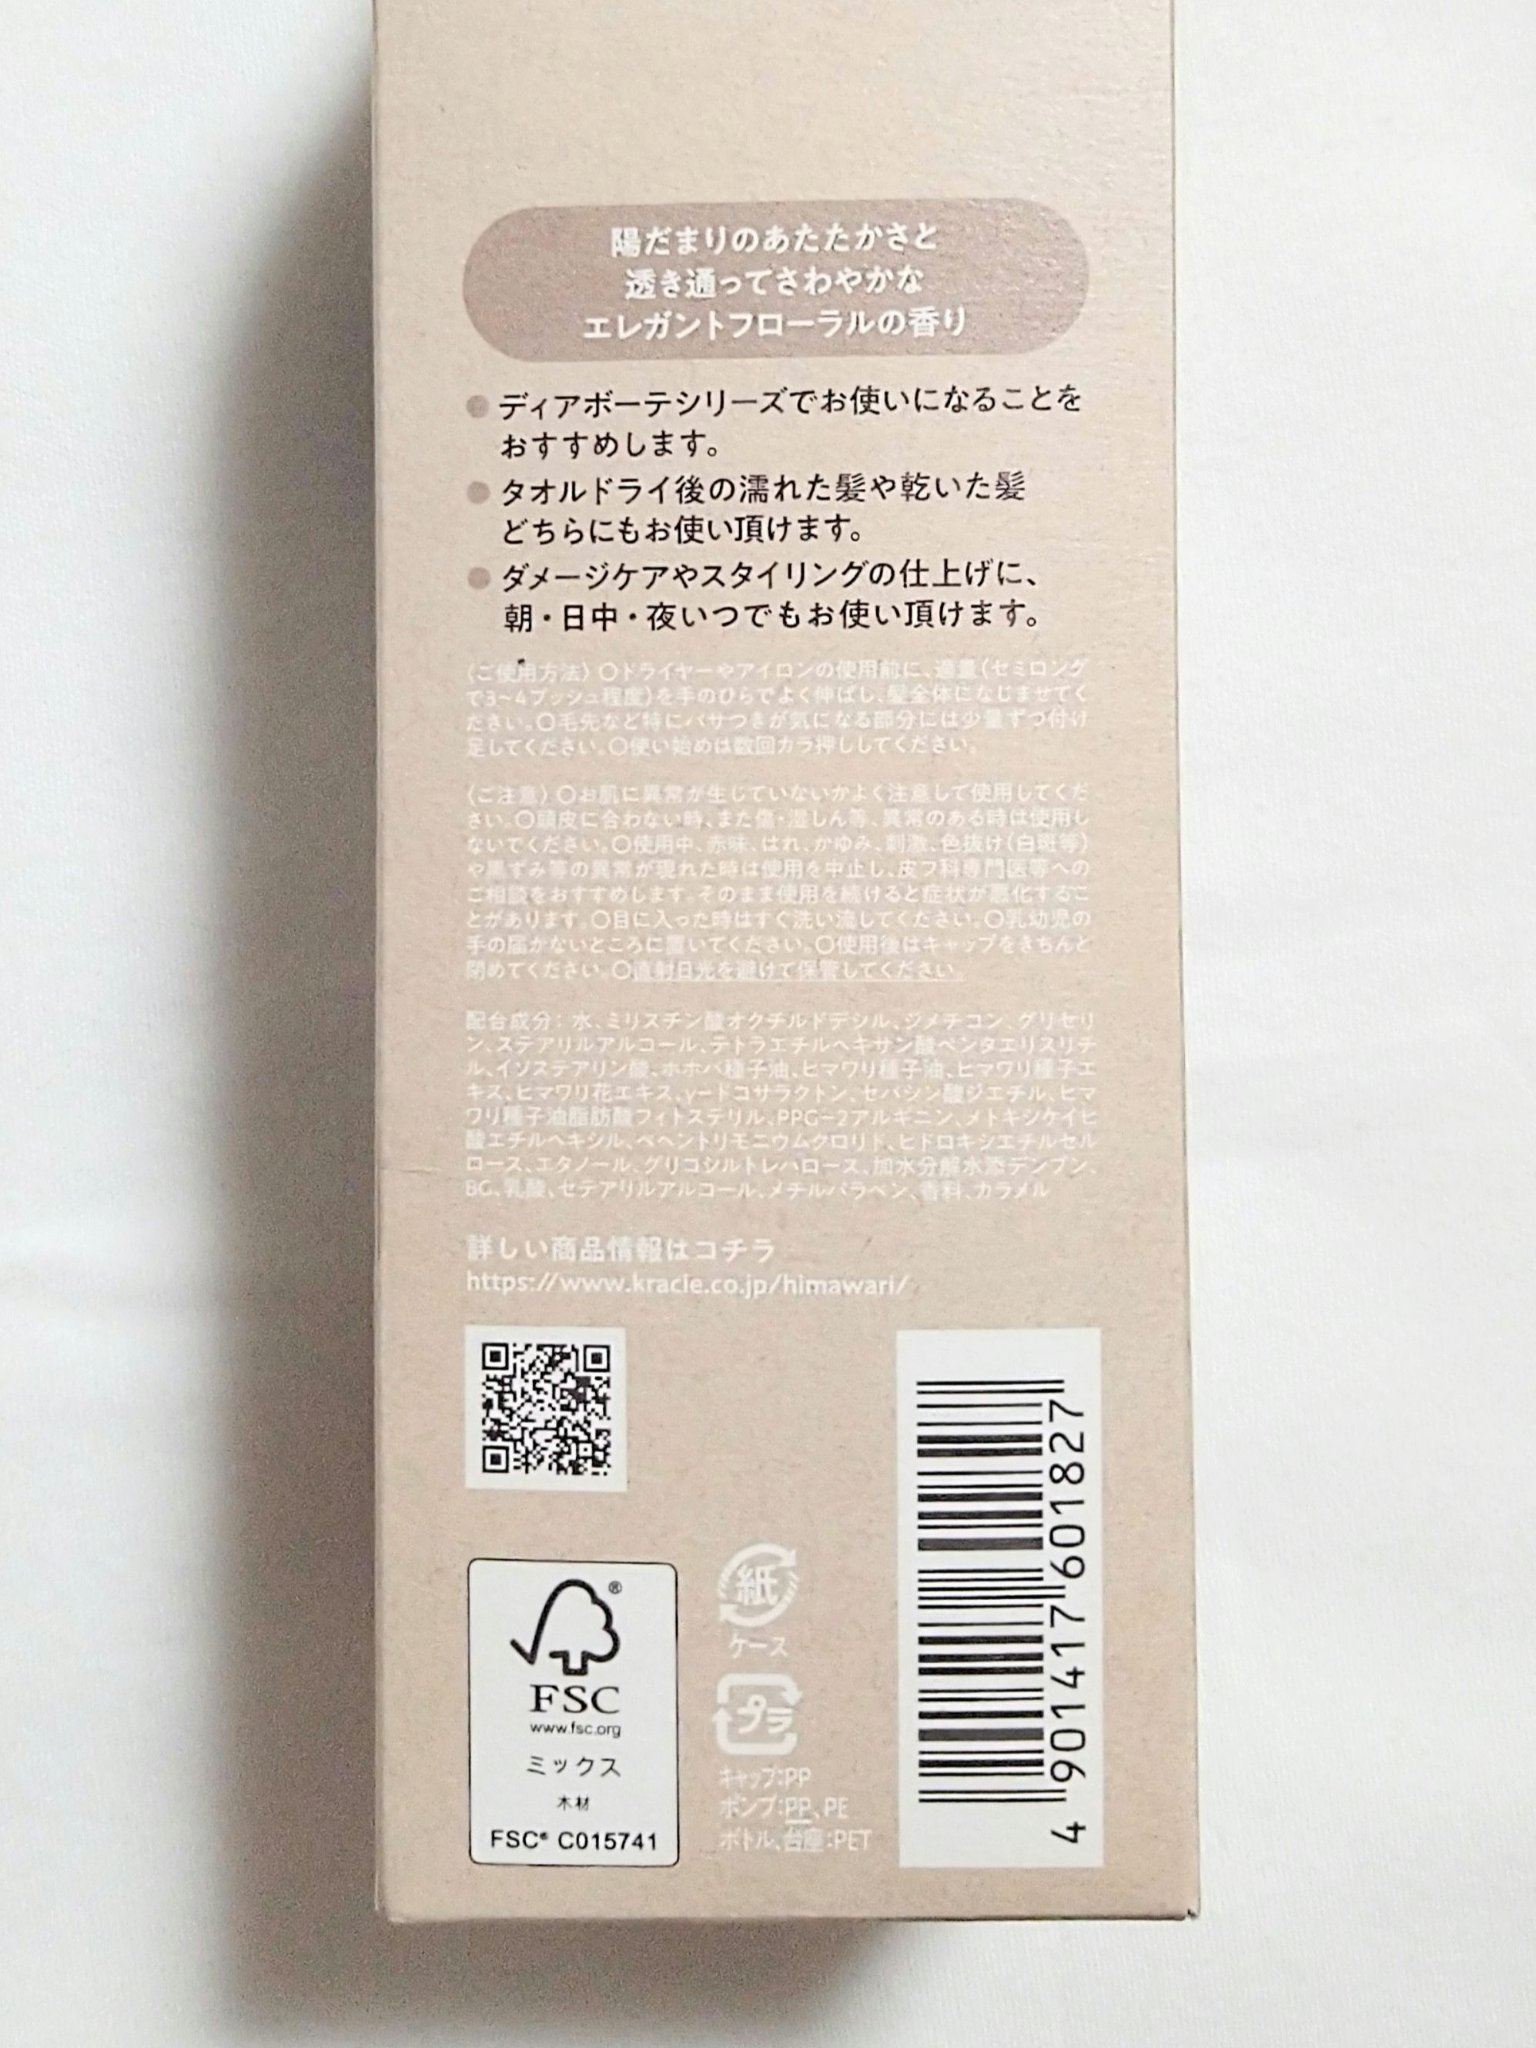 陽だまりのあたたかさと
透き通ってさわやかな
エレガントフローラルの香り
● ディアボーテシリーズでお使いになることを
おすすめします。
● タオルドライ後の濡れた髪や乾いた髪
どちらにもお使い頂けます。
● ダメージケアやスタイリングの仕上げに、
朝・日中・夜いつでもお使い頂けます。
〈ご使用方法〉〇ドライヤーやアイロンの使用前に、適量(セミロング
で3~4プッシュ程度)を手のひらでよく伸ばし、髪全体になじませてく
ださい。〇毛先など特にパサつきが気になる部分には少量ずつ付け
足してください。〇使い始めは数回カラ押ししてください。
〈ご注意〉〇お肌に異常が生じていないかよく注意して使用してくだ
さい。〇頭皮に合わない時、また傷・湿しん等、異常のある時は使用し
ないでください。〇使用中、赤味、はれ、かゆみ、刺激、色抜け(白斑等)
や黒ずみ等の異常が現れた時は使用を中止し、皮フ科専門医等への
ご相談をおすすめします。そのまま使用を続けると症状が悪化するこ
とがあります。〇目に入った時はすぐ洗い流してください。〇乳幼児の
手の届かないところに置いてください。〇使用後はキャップをきちんと
閉めてください。〇直射日光を避けて保管してください。
配合成分: 水、ミリスチン酸オクチルドデシル、ジメチコン、グリセリ
ン、ステアリルアルコール、テトラエチルヘキサン酸ペンタエリスリチ
ル、イソステアリン酸、ホホバ種子油、ヒマワリ種子油、ヒマワリ種子エ
キス、ヒマワリ花エキス、γ-ドコサラクトン、セバシン酸ジエチル、ヒマ
ワリ種子油脂肪酸フィトステリル、PPG-2アルギニン、メトキシケイヒ
酸エチルヘキシル、ベヘントリモニウムクロリド、ヒドロキシエチルセル
ロース、エタノール、グリコシルトレハロース、加水分解水添デンプン、
BG、乳酸、セテアリルアルコール、メチルパラベン、香料、カラメル
詳しい商品情報はコチラ
https://www.kracie.co.jp/himawari/
FSC®
www.fsc.org
ミックス
木材
FSC® C015741
紙
ケース
プラ
キャップ:PP
ポンプ:PP、PE
ボトル、台座:PET
4 901417 601827